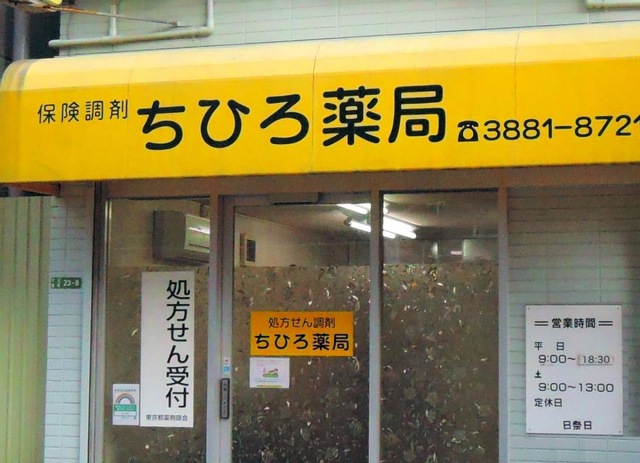 保険調剤 ちひろ薬局 ☎3881-872
処方せん受付
東京都薬剤師会
処方せん調剤
ちひろ薬局
23-8
営業時間
平日
9:00～18:30
土
9:00～13:00
定休日
日祭日